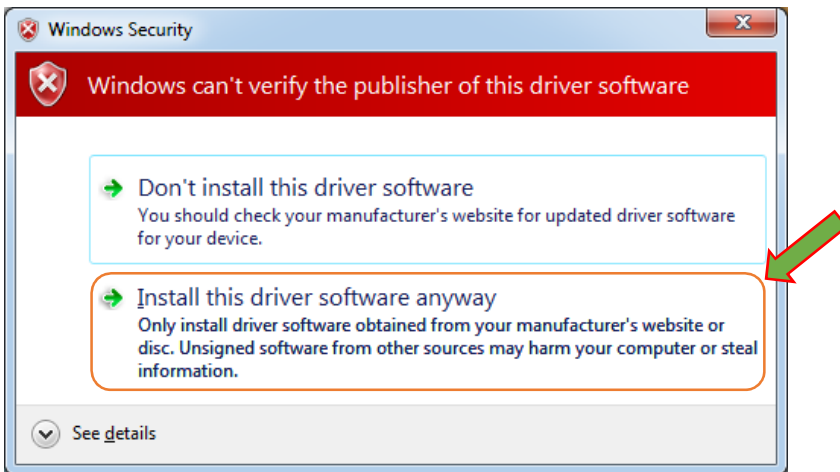 Windows Security
Windows can't verify the publisher of this driver software
Don't install this driver software
You should check your manufacturer's website for updated driver software
for your device.
Install this driver software anyway
Only install driver software obtained from your manufacturer's website or
disc. Unsigned software from other sources may harm your computer or steal
information.
See details